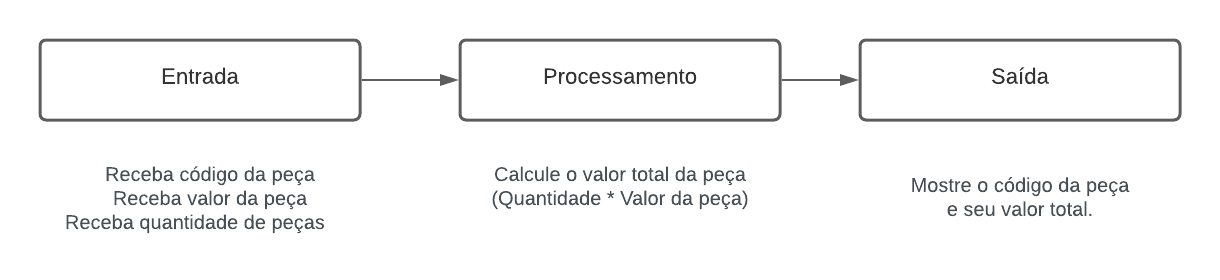 Entrada
Processamento
Saída
Receba código da peça
Receba valor da peça
Receba quantidade de peças
Calcule o valor total da peça
(Quantidade * Valor da peça)
Mostre o código da peça
e seu valor total.